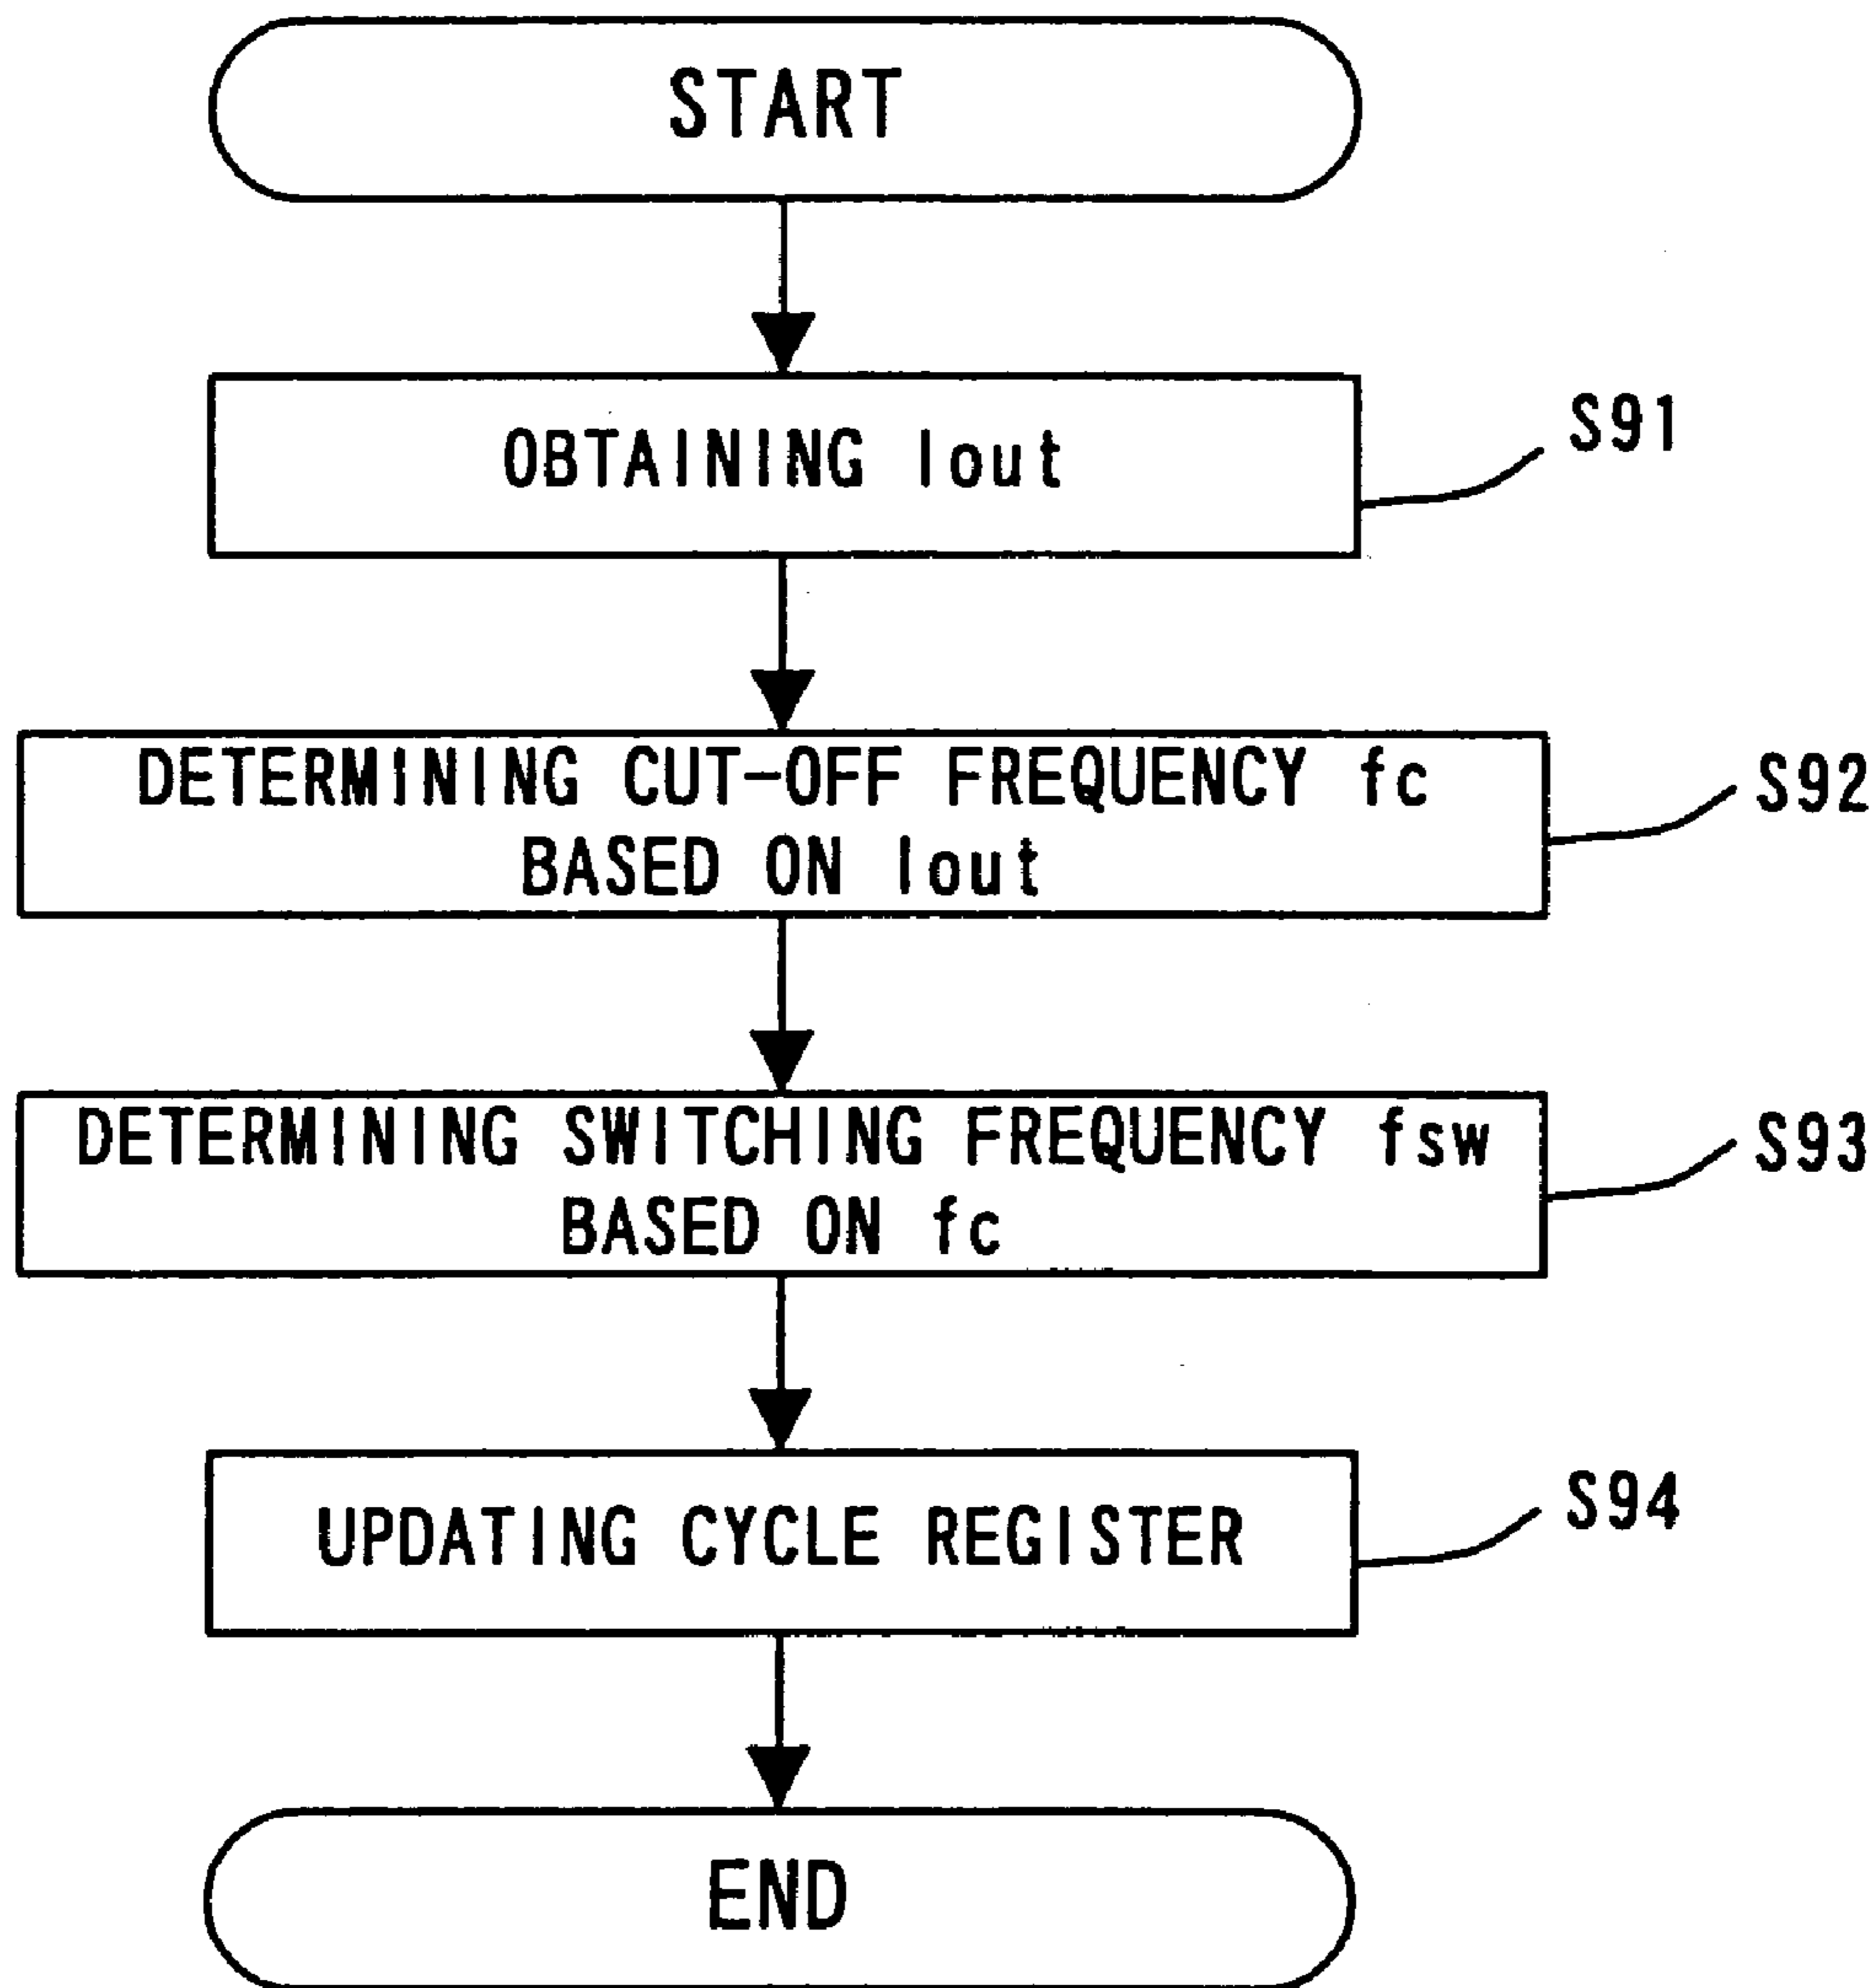 START
OBTAINING Iout
S91
DETERMINING CUT-OFF FREQUENCY fc
BASED ON Iout
S92
DETERMINING SWITCHING FREQUENCY fsw
BASED ON fc
S93
UPDATING CYCLE REGISTER
S94
END